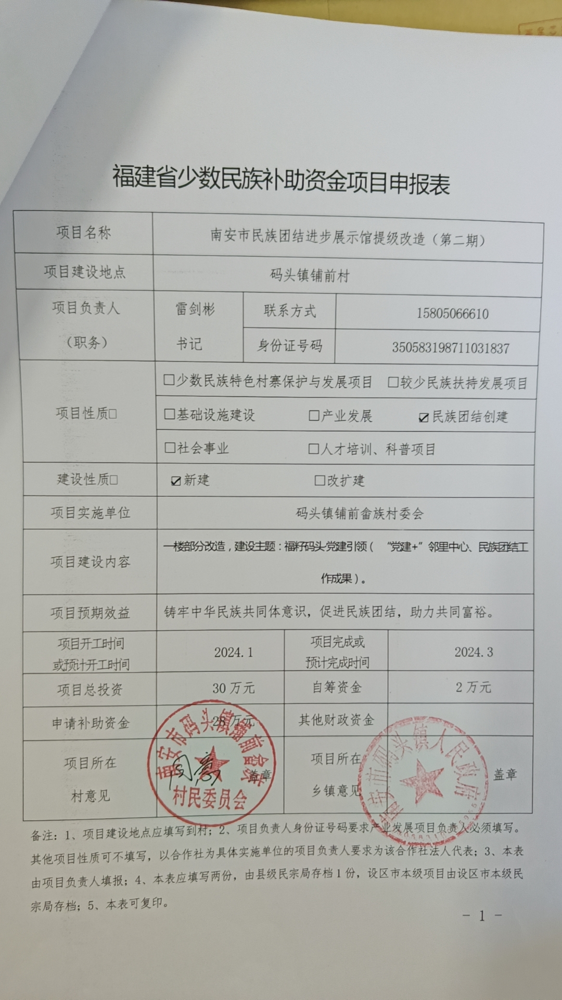 福建省少数民族补助资金项目申报表
项目名称 南安市民族团结进步展示馆提级改造（第二期）
项目建设地点 码头镇铺前村
项目负责人 雷剑彬 联系方式 15805066610
（职务） 书记 身份证号码 350583198711031837
□少数民族特色村寨保护与发展项目 □较少民族扶持发展项目
项目性质□ □基础设施建设 □产业发展 ☑民族团结创建
□社会事业 □人才培训、科普项目
建设性质□ ☑新建 □改扩建
项目实施单位 码头镇铺前畲族村委会
项目建设内容 一楼部分改造，建设主题：福籽码头·党建引领（ “党建+”邻里中心、民族团结工
作成果）。
项目预期效益 铸牢中华民族共同体意识，促进民族团结，助力共同富裕。
项目开工时间 项目完成或
或预计开工时间 2024.1 预计完成时间 2024.3
项目总投资 30万元 自筹资金 2万元
申请补助资金 28万元 其他财政资金
项目所在 项目所在
村意见 同意 盖章 乡镇意见 盖章
南安市码头镇铺前畲族
村民委员会
南安市码头镇人民政府
备注：1、项目建设地点应填写到村；2、项目负责人身份证号码要求产业发展项目负责人必须填写。
其他项目性质可不填写，以合作社为具体实施单位的项目负责人要求为该合作社法人代表；3、本表
由项目负责人填报；4、本表应填写两份，由县级民宗局存档1份，设区市本级项目由设区市本级民
宗局存档；5、本表可复印。
- 1 -